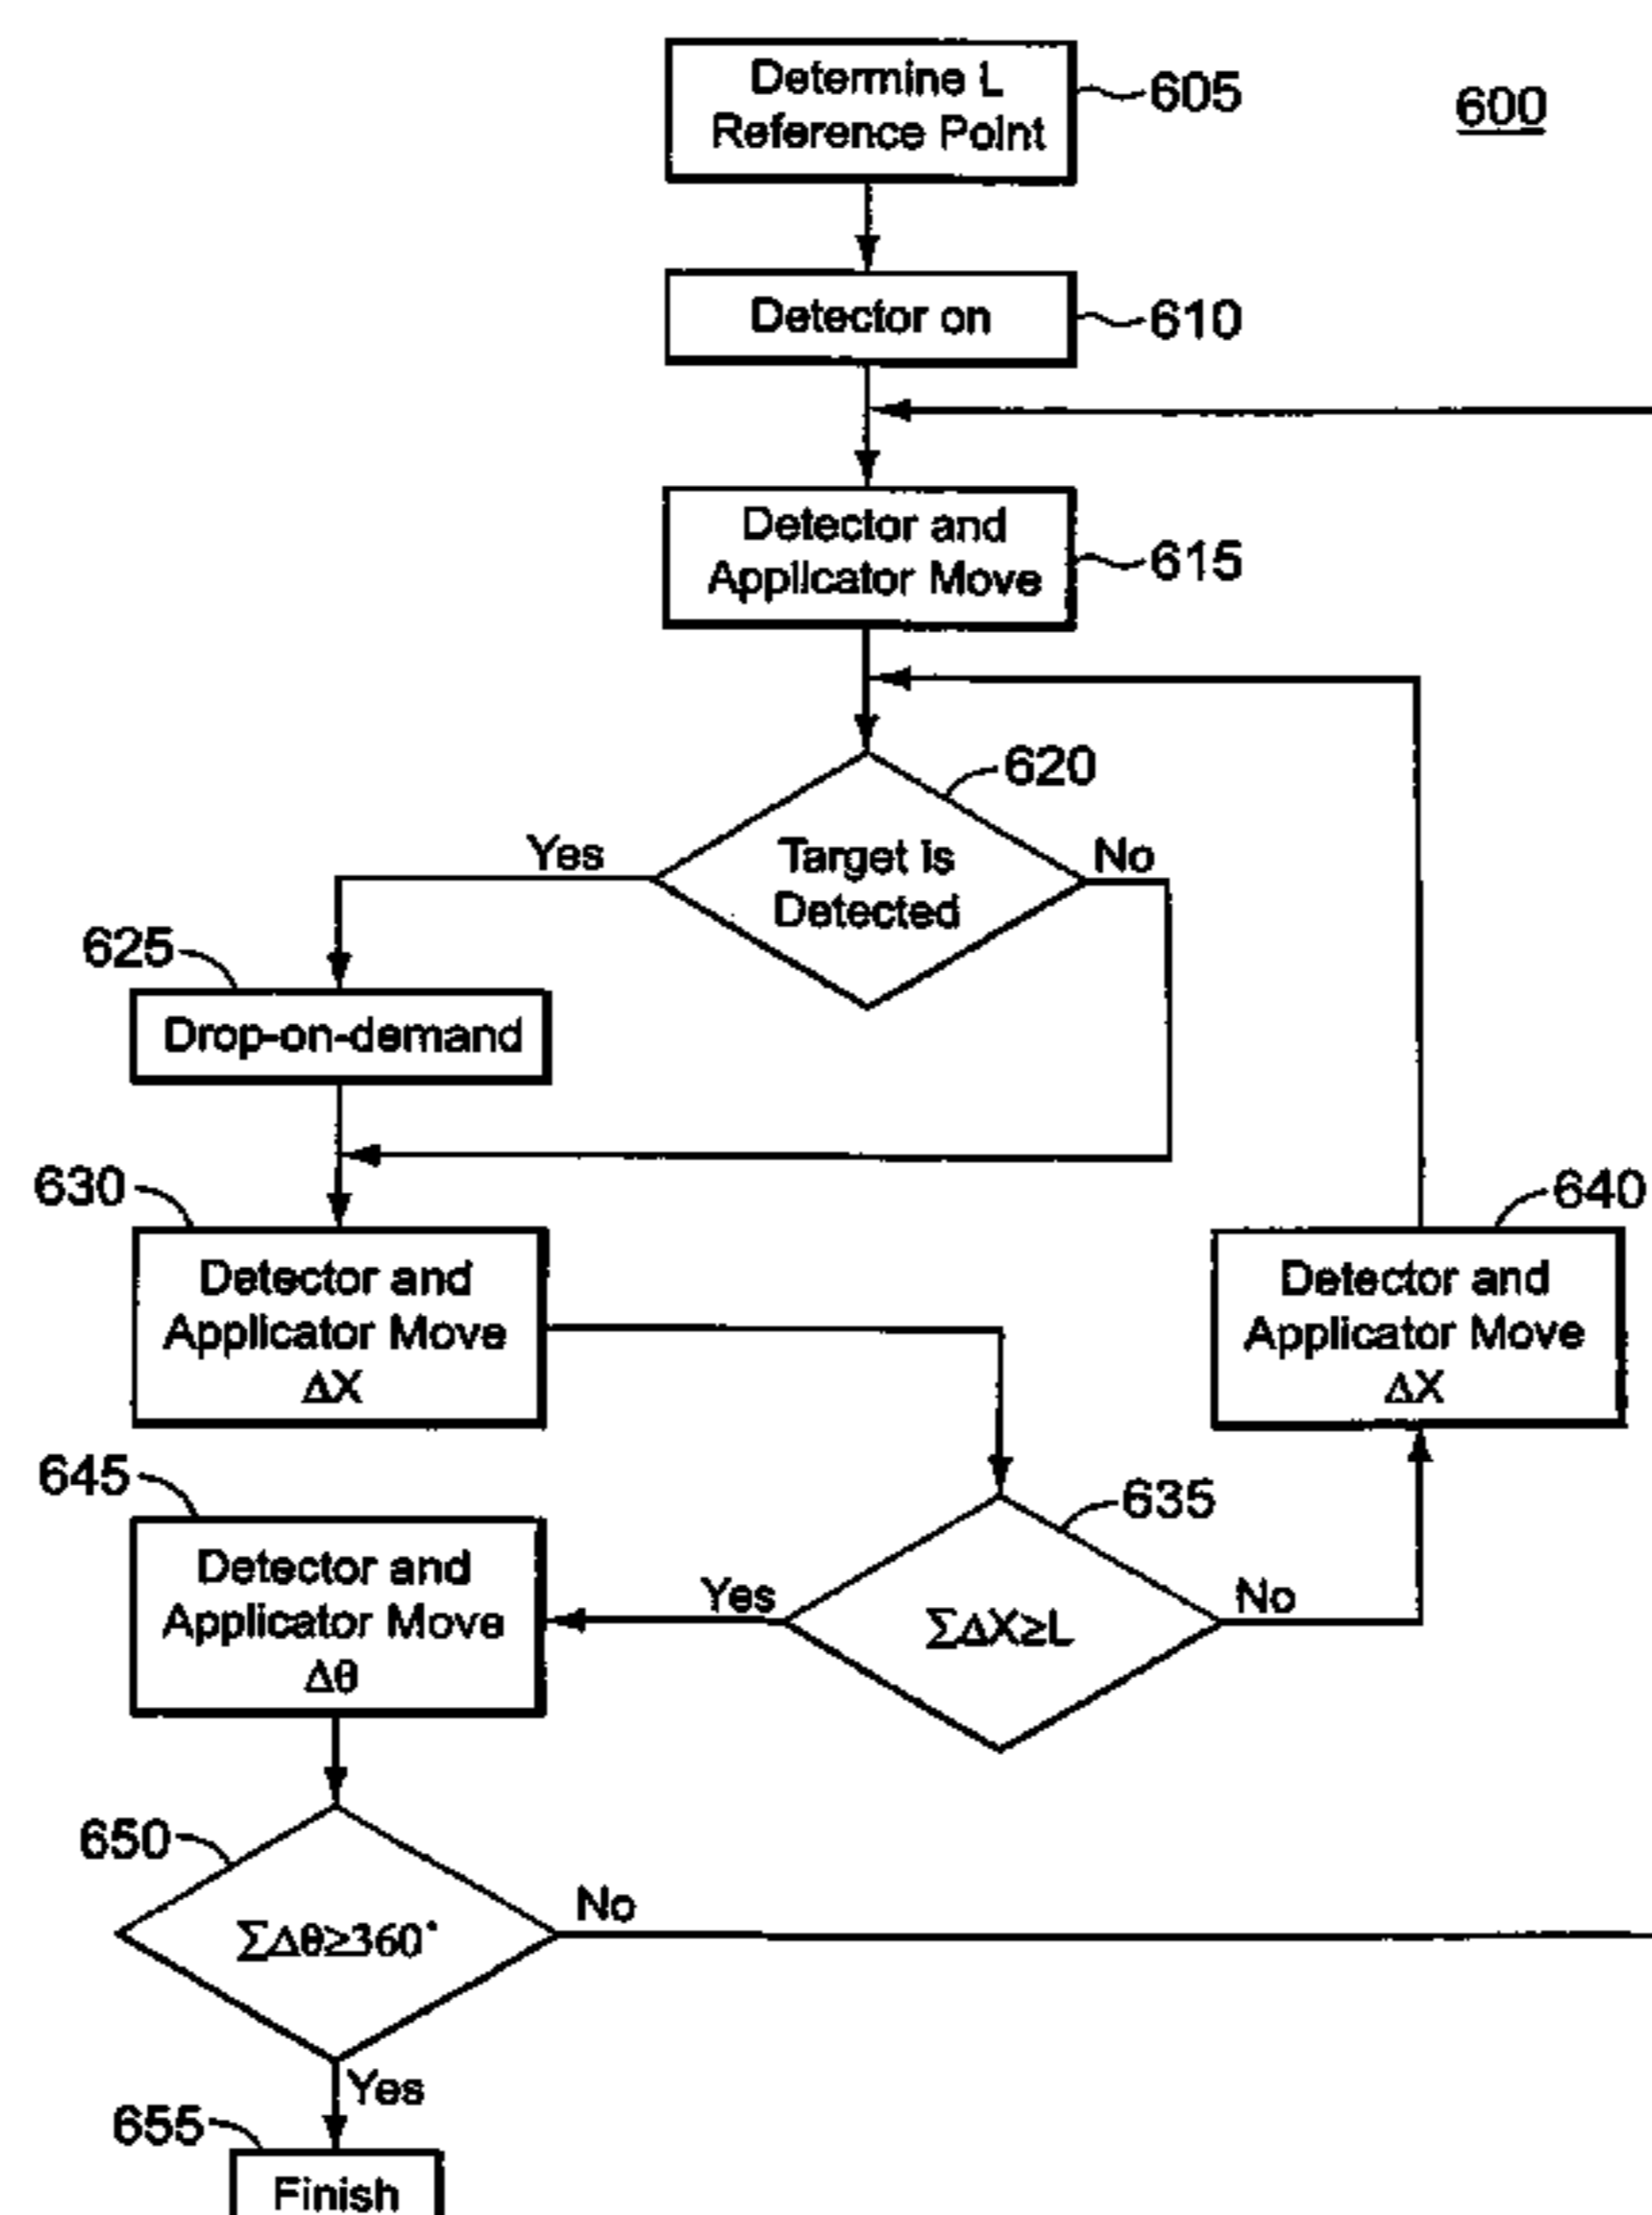 600
Determine L
Reference Point
605
Detector on
610
Detector and
Applicator Move
615
620
Target is
Detected
Yes
No
625
Drop-on-demand
630
Detector and
Applicator Move
ΔX
640
Detector and
Applicator Move
ΔX
635
ΣΔX≥L
Yes
No
645
Detector and
Applicator Move
Δθ
650
ΣΔθ≥360°
No
Yes
655
Finish